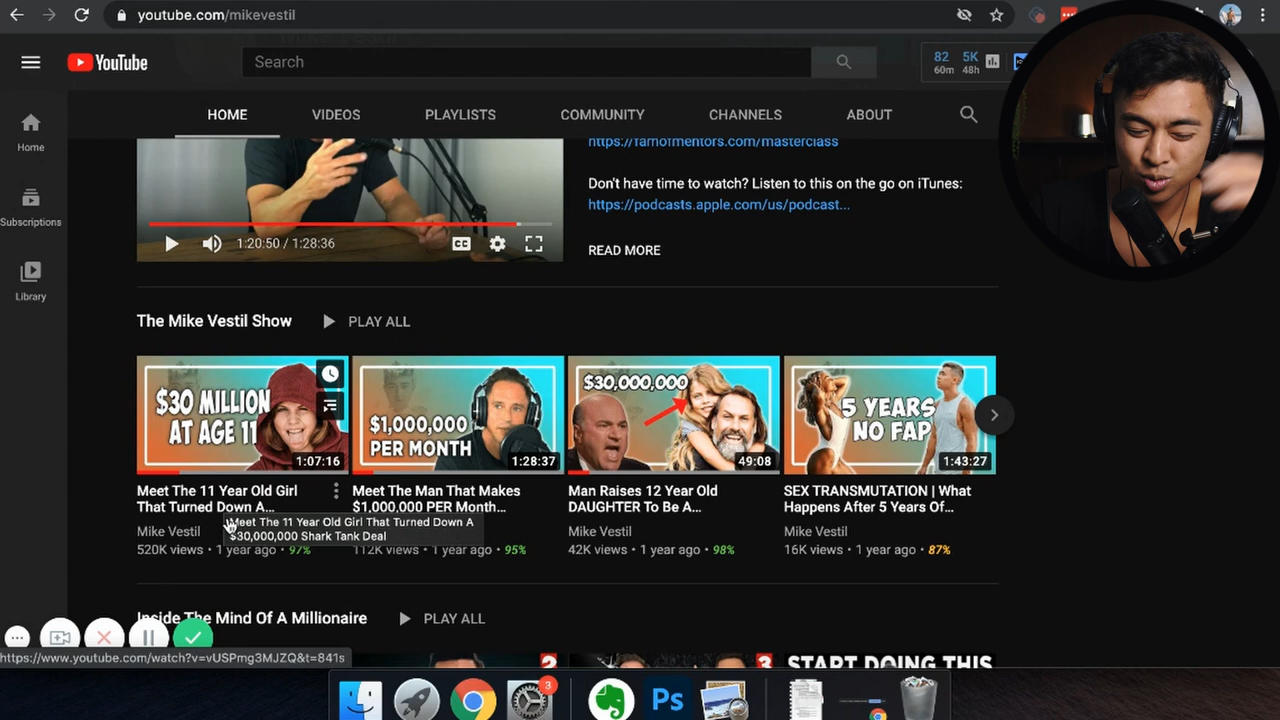 youtube.com/mikevestil
YouTube
Search
82
60m
5K
48h
HOME
VIDEOS
PLAYLISTS
COMMUNITY
CHANNELS
ABOUT
Home
Subscriptions
Library
https://famofmentors.com/masterclass
Don't have time to watch? Listen to this on the go on iTunes:
https://podcasts.apple.com/us/podcast...
READ MORE
1:20:50 / 1:28:36
CC
The Mike Vestil Show
PLAY ALL
$30 MILLION
AT AGE 11
1:07:16
$1,000,000
PER MONTH
1:28:37
$30,000,000
49:08
5 YEARS
NO FAP
1:43:27
Meet The 11 Year Old Girl
That Turned Down A...
Mike Vestil
520K views • 1 year ago • 97%
Meet The 11 Year Old Girl That Turned Down A
$30,000,000 Shark Tank Deal
Meet The Man That Makes
$1,000,000 PER Month...
112K views • 1 year ago • 95%
Man Raises 12 Year Old
DAUGHTER To Be A...
Mike Vestil
42K views • 1 year ago • 98%
SEX TRANSMUTATION | What
Happens After 5 Years Of...
Mike Vestil
16K views • 1 year ago • 87%
Inside The Mind Of A Millionaire
PLAY ALL
2
3
START DOING THIS
https://www.youtube.com/watch?v=vUSPmg3MJZQ&t=841s
3
Ps